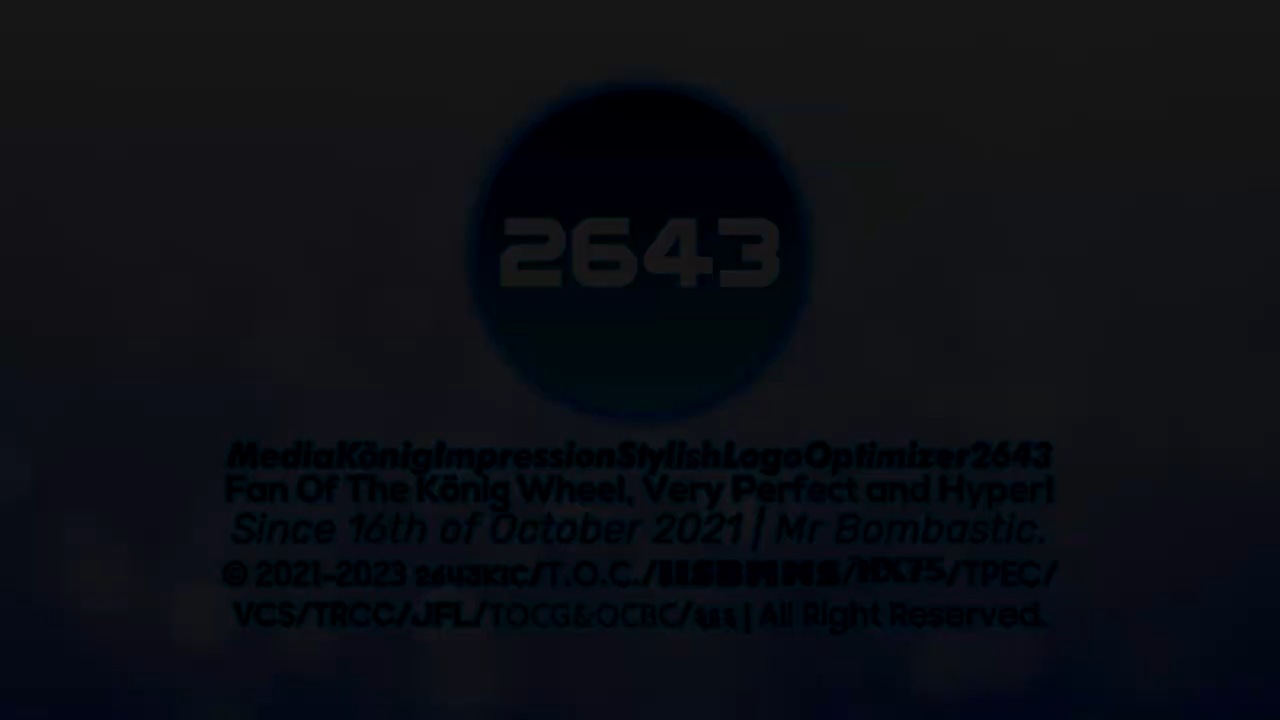 2643
MediaKönigImpressionStylishLogoOptimizer2643
Fan Of The König Wheel, Very Perfect and Hyper!
Since 16th of October 2021 | Mr Bombastic.
© 2021-2023 2643KIC/T.O.C./ /TPEC/
VCS/TRCC/JFL/TOCG&OCBC/ | All Right Reserved.